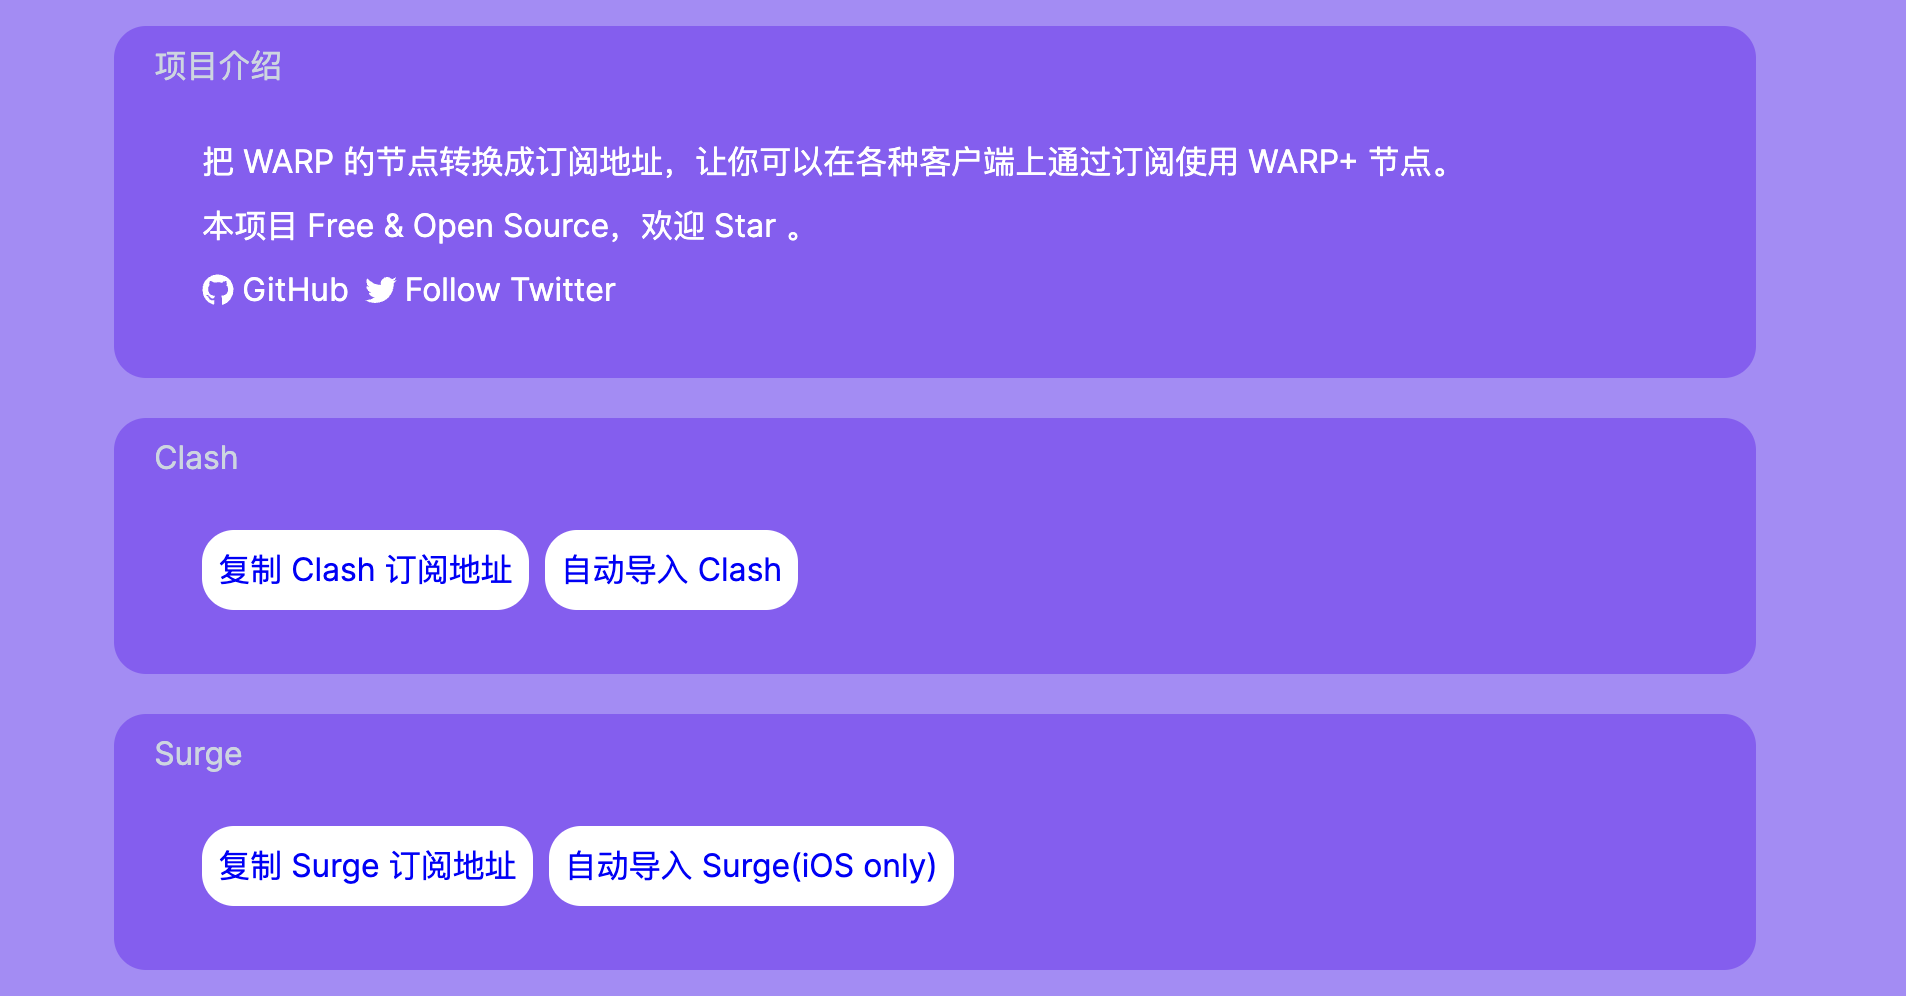 项目介绍
把 WARP 的节点转换成订阅地址，让你可以在各种客户端上通过订阅使用 WARP+ 节点。
本项目 Free & Open Source，欢迎 Star 。
GitHub Follow Twitter
Clash
复制 Clash 订阅地址 自动导入 Clash
Surge
复制 Surge 订阅地址 自动导入 Surge(iOS only)